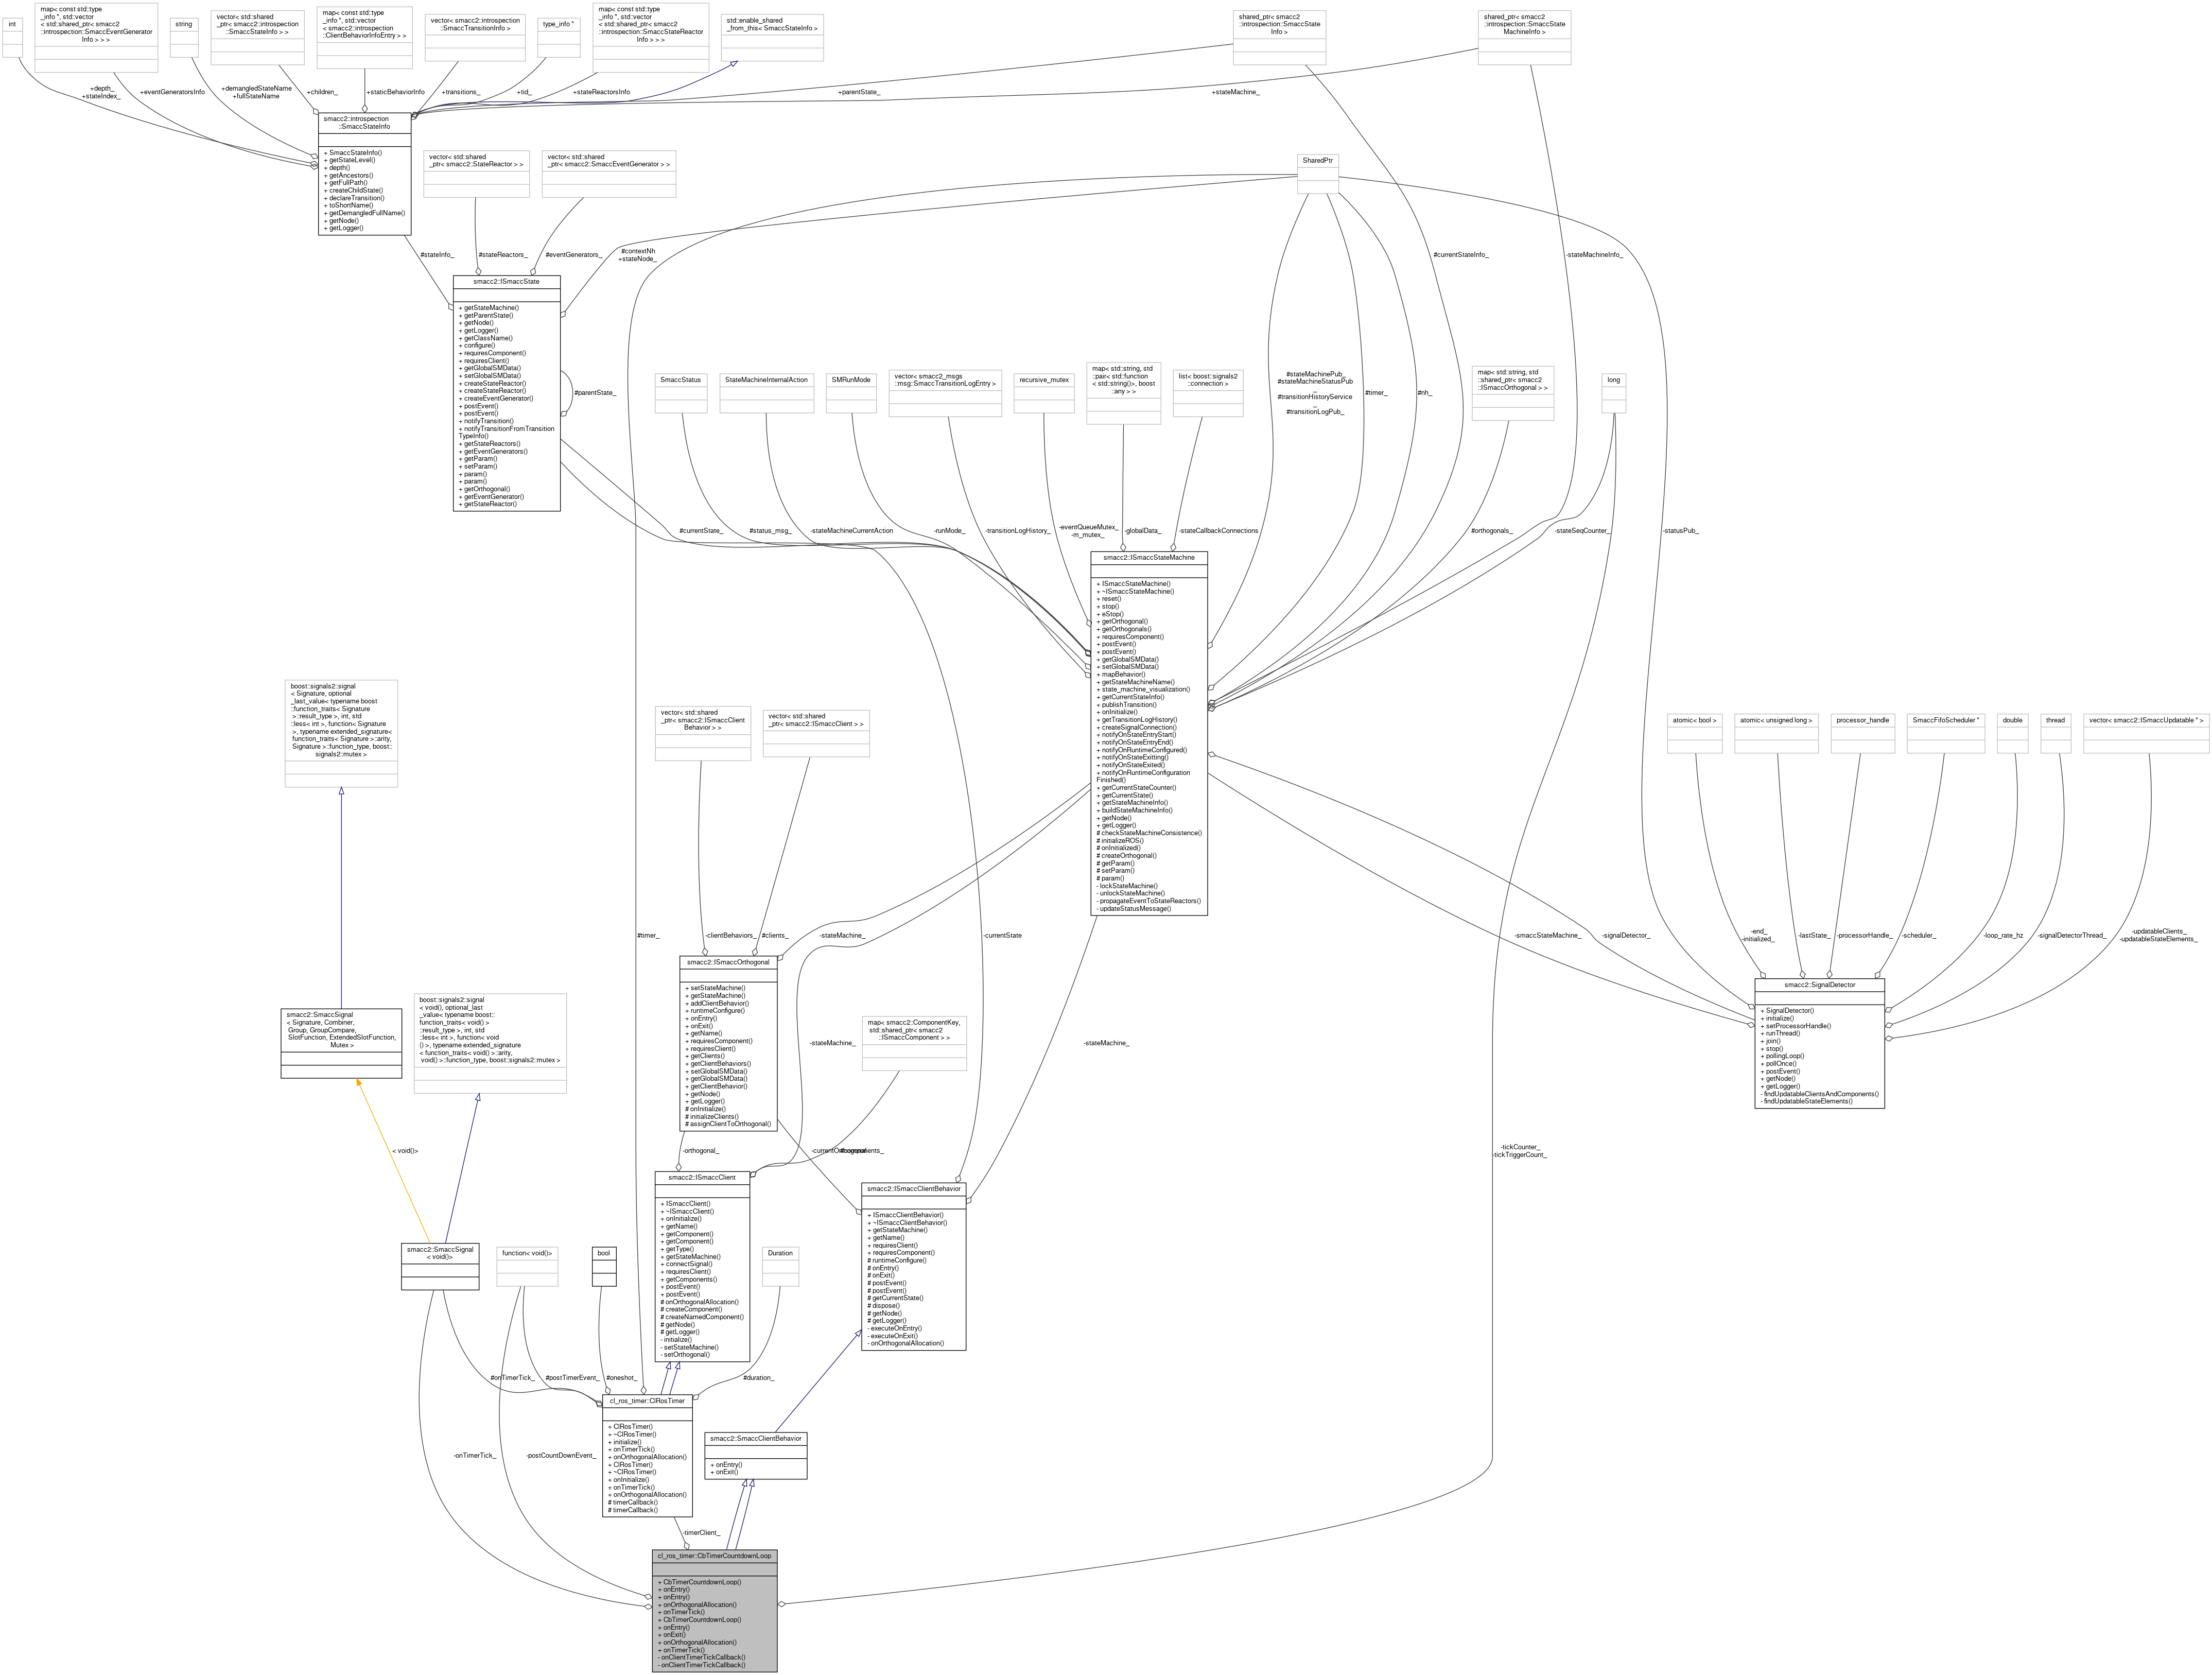 int
map< const std::type
_info *, std::vector
< std::shared_ptr< smacc2
::introspection::SmaccEventGenerator
Info > > >
string
vector< std::shared
_ptr< smacc2::introspection
::SmaccStateInfo > >
map< const std::type
_info *, std::vector
< smacc2::introspection
::ClientBehaviorInfoEntry > >
vector< smacc2::introspection
::SmaccTransitionInfo >
type_info *
map< const std::type
_info *, std::vector
< std::shared_ptr< smacc2
::introspection::SmaccStateReactor
Info > > >
std::enable_shared
_from_this< SmaccStateInfo >
shared_ptr< smacc2
::introspection::SmaccState
Info >
shared_ptr< smacc2
::introspection::SmaccState
MachineInfo >
+depth_
+stateIndex_
+eventGeneratorsInfo
+demangledStateName
+fullStateName
+children_
+staticBehaviorInfo
+transitions_
+tid_
+stateReactorsInfo
+parentState_
+stateMachine_
smacc2::introspection
::SmaccStateInfo
+ SmaccStateInfo()
+ getStateLevel()
+ depth()
+ getAncestors()
+ getFullPath()
+ createChildState()
+ declareTransition()
+ toShortName()
+ getDemangledFullName()
+ getNode()
+ getLogger()
vector< std::shared
_ptr< smacc2::StateReactor > >
vector< std::shared
_ptr< smacc2::SmaccEventGenerator > >
SharedPtr
#stateInfo_
#stateReactors_
#eventGenerators_
#contextNh
+stateNode_
#currentStateInfo_
-stateMachineInfo_
smacc2::ISmaccState
+ getStateMachine()
+ getParentState()
+ getNode()
+ getLogger()
+ getClassName()
+ configure()
+ requiresComponent()
+ requiresClient()
+ getGlobalSMData()
+ setGlobalSMData()
+ createStateReactor()
+ createStateReactor()
+ createEventGenerator()
+ postEvent()
+ postEvent()
+ notifyTransition()
+ notifyTransitionFromTransition
TypeInfo()
+ getStateReactors()
+ getEventGenerators()
+ getParam()
+ setParam()
+ param()
+ param()
+ getOrthogonal()
+ getEventGenerator()
+ getStateReactor()
#parentState_
SmaccStatus
StateMachineInternalAction
SMRunMode
vector< smacc2_msgs
::msg::SmaccTransitionLogEntry >
recursive_mutex
map< std::string, std
::pair< std::function
< std::string()>, boost
::any > >
list< boost::signals2
::connection >
#stateMachinePub_
#stateMachineStatusPub
_
#transitionHistoryService
_
#transitionLogPub_
#timer_
#nh_
map< std::string, std
::shared_ptr< smacc2
::ISmaccOrthogonal > >
long
#currentState_
#status_msg_
-stateMachineCurrentAction
-runMode_
-transitionLogHistory_
-eventQueueMutex_
-m_mutex_
-globalData_
-stateCallbackConnections
#orthogonals_
-stateSeqCounter_
-statusPub_
smacc2::ISmaccStateMachine
+ ISmaccStateMachine()
+ ~ISmaccStateMachine()
+ reset()
+ stop()
+ eStop()
+ getOrthogonal()
+ getOrthogonals()
+ requiresComponent()
+ postEvent()
+ postEvent()
+ getGlobalSMData()
+ setGlobalSMData()
+ mapBehavior()
+ getStateMachineName()
+ state_machine_visualization()
+ getCurrentStateInfo()
+ publishTransition()
+ onInitialize()
+ getTransitionLogHistory()
+ createSignalConnection()
+ notifyOnStateEntryStart()
+ notifyOnStateEntryEnd()
+ notifyOnRuntimeConfigured()
+ notifyOnStateExitting()
+ notifyOnStateExited()
+ notifyOnRuntimeConfiguration
Finished()
+ getCurrentStateCounter()
+ getCurrentState()
+ getStateMachineInfo()
+ buildStateMachineInfo()
+ getNode()
+ getLogger()
# checkStateMachineConsistence()
# initializeROS()
# onInitialized()
# createOrthogonal()
# getParam()
# setParam()
# param()
- lockStateMachine()
- unlockStateMachine()
- propagateEventToStateReactors()
- updateStatusMessage()
boost::signals2::signal
< Signature, optional
_last_value< typename boost
::function_traits< Signature
>::result_type >, int, std
::less< int >, function< Signature
>, typename extended_signature<
function_traits< Signature >::arity,
Signature >::function_type, boost::
signals2::mutex >
vector< std::shared
_ptr< smacc2::ISmaccClient
Behavior > >
vector< std::shared
_ptr< smacc2::ISmaccClient > >
atomic< bool >
atomic< unsigned long >
processor_handle
SmaccFifoScheduler *
double
thread
vector< smacc2::ISmaccUpdatable * >
#timer_
-clientBehaviors_
#clients_
-stateMachine_
-currentState
-smaccStateMachine_
-signalDetector_
-end_
-initialized_
-lastState_
-processorHandle_
-scheduler_
-loop_rate_hz
-signalDetectorThread_
-updatableClients_
-updatableStateElements_
smacc2::ISmaccOrthogonal
+ setStateMachine()
+ getStateMachine()
+ addClientBehavior()
+ runtimeConfigure()
+ onEntry()
+ onExit()
+ getName()
+ requiresComponent()
+ requiresClient()
+ getClients()
+ getClientBehaviors()
+ setGlobalSMData()
+ getGlobalSMData()
+ getClientBehavior()
+ getNode()
+ getLogger()
# onInitialize()
# initializeClients()
# assignClientToOrthogonal()
smacc2::SignalDetector
+ SignalDetector()
+ initialize()
+ setProcessorHandle()
+ runThread()
+ join()
+ stop()
+ pollingLoop()
+ pollOnce()
+ postEvent()
+ getNode()
+ getLogger()
- findUpdatableClientsAndComponents()
- findUpdatableStateElements()
smacc2::SmaccSignal
< Signature, Combiner,
Group, GroupCompare,
SlotFunction, ExtendedSlotFunction,
Mutex >
boost::signals2::signal
< void(), optional_last
_value< typename boost::
function_traits< void() >
::result_type >, int, std
::less< int >, function< void
() >, typename extended_signature
< function_traits< void() >::arity,
void() >::function_type, boost::signals2::mutex >
map< smacc2::ComponentKey,
std::shared_ptr< smacc2
::ISmaccComponent > >
-stateMachine_
-stateMachine_
< void()>
-orthogonal_
-currentOrthogonal
#components_
-tickCounter_
-tickTriggerCount_
smacc2::ISmaccClient
+ ISmaccClient()
+ ~ISmaccClient()
+ onInitialize()
+ getName()
+ getComponent()
+ getComponent()
+ getType()
+ getStateMachine()
+ connectSignal()
+ requiresClient()
+ getComponents()
+ postEvent()
+ postEvent()
# onOrthogonalAllocation()
# createComponent()
# createNamedComponent()
# getNode()
# getLogger()
- initialize()
- setStateMachine()
- setOrthogonal()
smacc2::ISmaccClientBehavior
+ ISmaccClientBehavior()
+ ~ISmaccClientBehavior()
+ getStateMachine()
+ getName()
+ requiresClient()
+ requiresComponent()
# runtimeConfigure()
# onEntry()
# onExit()
# postEvent()
# postEvent()
# getCurrentState()
# dispose()
# getNode()
# getLogger()
- executeOnEntry()
- executeOnExit()
- onOrthogonalAllocation()
smacc2::SmaccSignal
< void()>
function< void()>
bool
Duration
#onTimerTick_
#postTimerEvent_
#oneshot_
#duration_
cl_ros_timer::ClRosTimer
+ ClRosTimer()
+ ~ClRosTimer()
+ initialize()
+ onTimerTick()
+ onOrthogonalAllocation()
+ ClRosTimer()
+ ~ClRosTimer()
+ onInitialize()
+ onTimerTick()
+ onOrthogonalAllocation()
# timerCallback()
# timerCallback()
smacc2::SmaccClientBehavior
+ onEntry()
+ onExit()
-onTimerTick_
-postCountDownEvent_
-timerClient_
cl_ros_timer::CbTimerCountdownLoop
+ CbTimerCountdownLoop()
+ onEntry()
+ onEntry()
+ onOrthogonalAllocation()
+ onTimerTick()
+ CbTimerCountdownLoop()
+ onEntry()
+ onExit()
+ onOrthogonalAllocation()
+ onTimerTick()
- onClientTimerTickCallback()
- onClientTimerTickCallback()